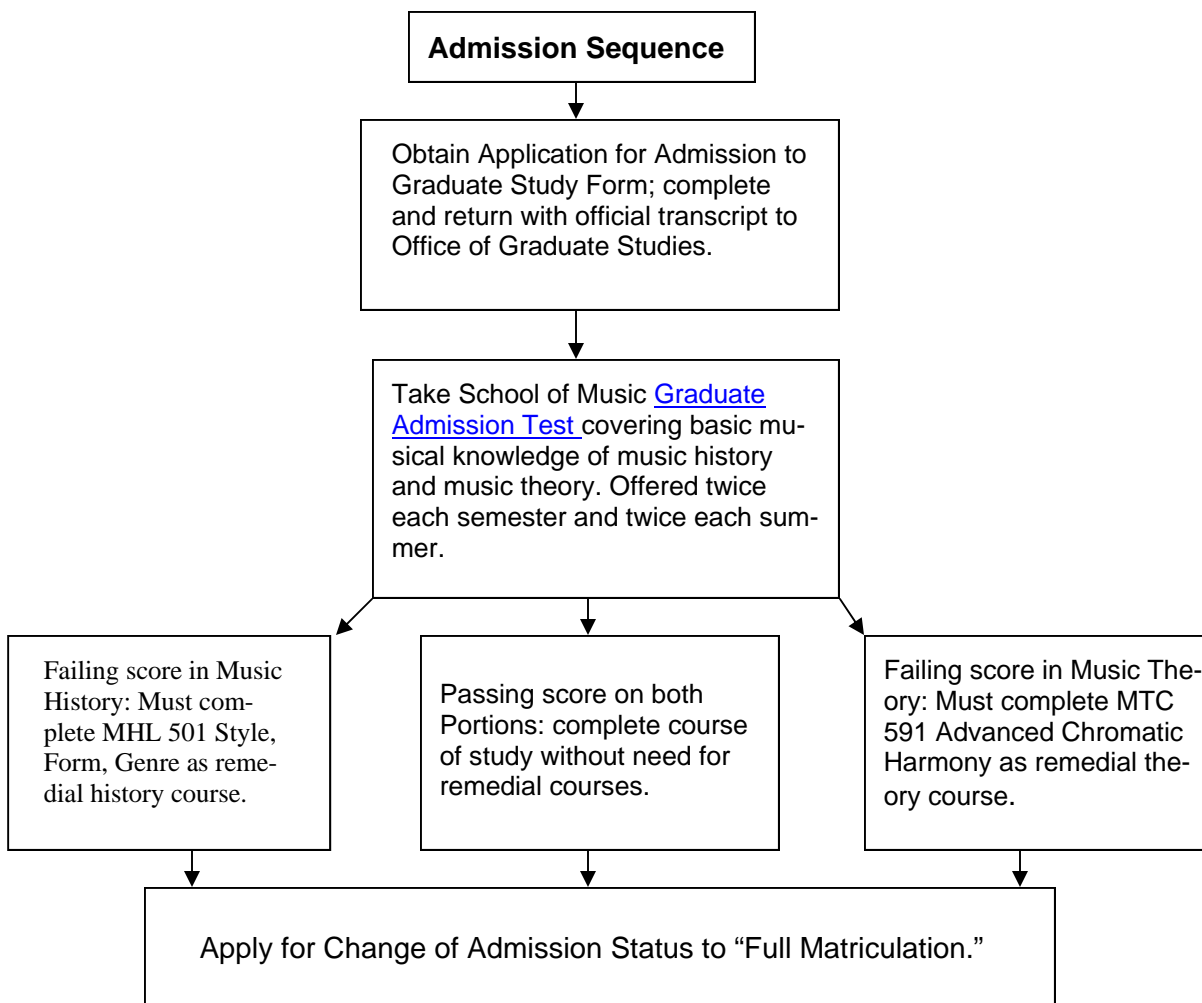 Admission Sequence
Obtain Application for Admission to
Graduate Study Form; complete
and return with official transcript to
Office of Graduate Studies.
Take School of Music Graduate
Admission Test covering basic mu-
sical knowledge of music history
and music theory. Offered twice
each semester and twice each sum-
mer.
Failing score in Music
History: Must com-
plete MHL 501 Style,
Form, Genre as reme-
dial history course.
Passing score on both
Portions: complete course
of study without need for
remedial courses.
Failing score in Music The-
ory: Must complete MTC
591 Advanced Chromatic
Harmony as remedial the-
ory course.
Apply for Change of Admission Status to “Full Matriculation.”